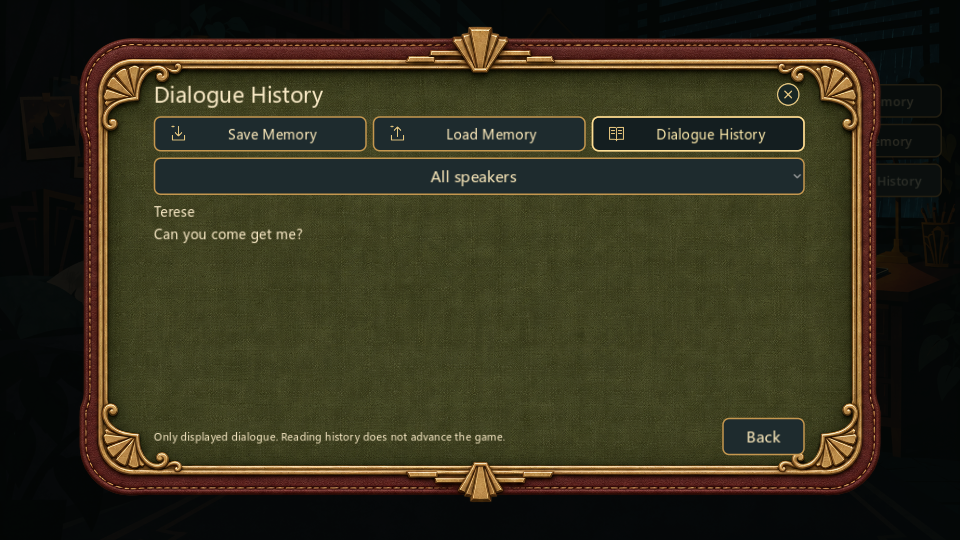 Dialogue History
Save Memory
Load Memory
Dialogue History
All speakers
Terese
Can you come get me?
Only displayed dialogue. Reading history does not advance the game.
Back
History